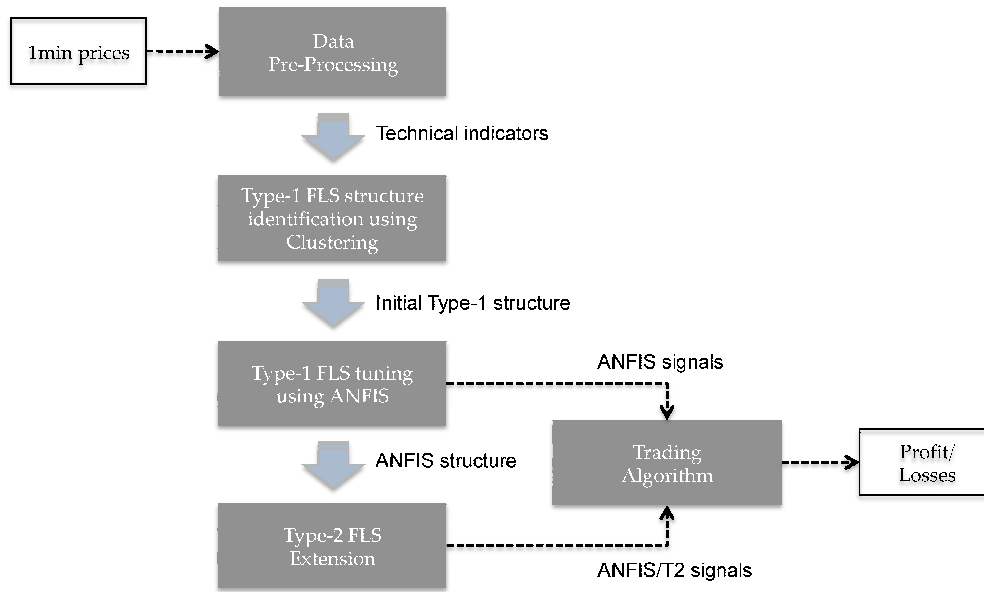 1min prices
Data
Pre-Processing
Technical indicators
Type-1 FLS structure
identification using
Clustering
Initial Type-1 structure
Type-1 FLS tuning
using ANFIS
ANFIS signals
Trading
Algorithm
Profit/
Losses
ANFIS structure
Type-2 FLS
Extension
ANFIS/T2 signals